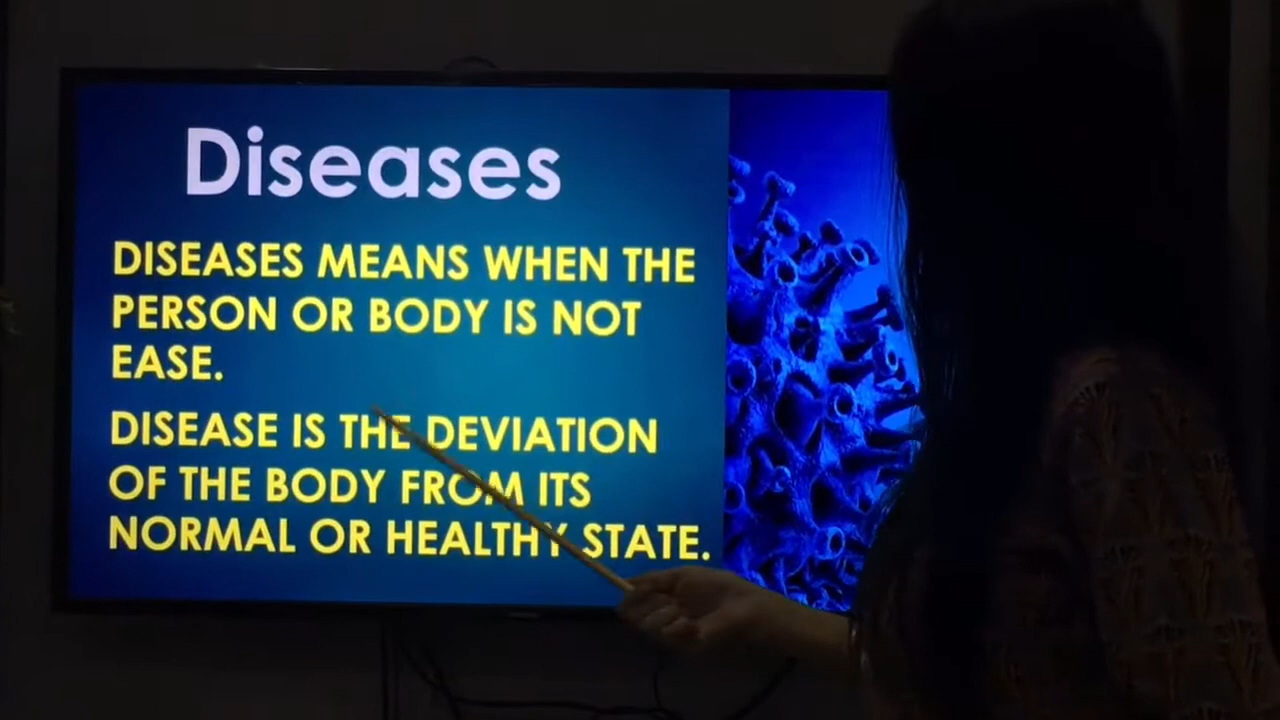 Diseases
DISEASES MEANS WHEN THE
PERSON OR BODY IS NOT
EASE.
DISEASE IS THE DEVIATION
OF THE BODY FROM ITS
NORMAL OR HEALTHY STATE.